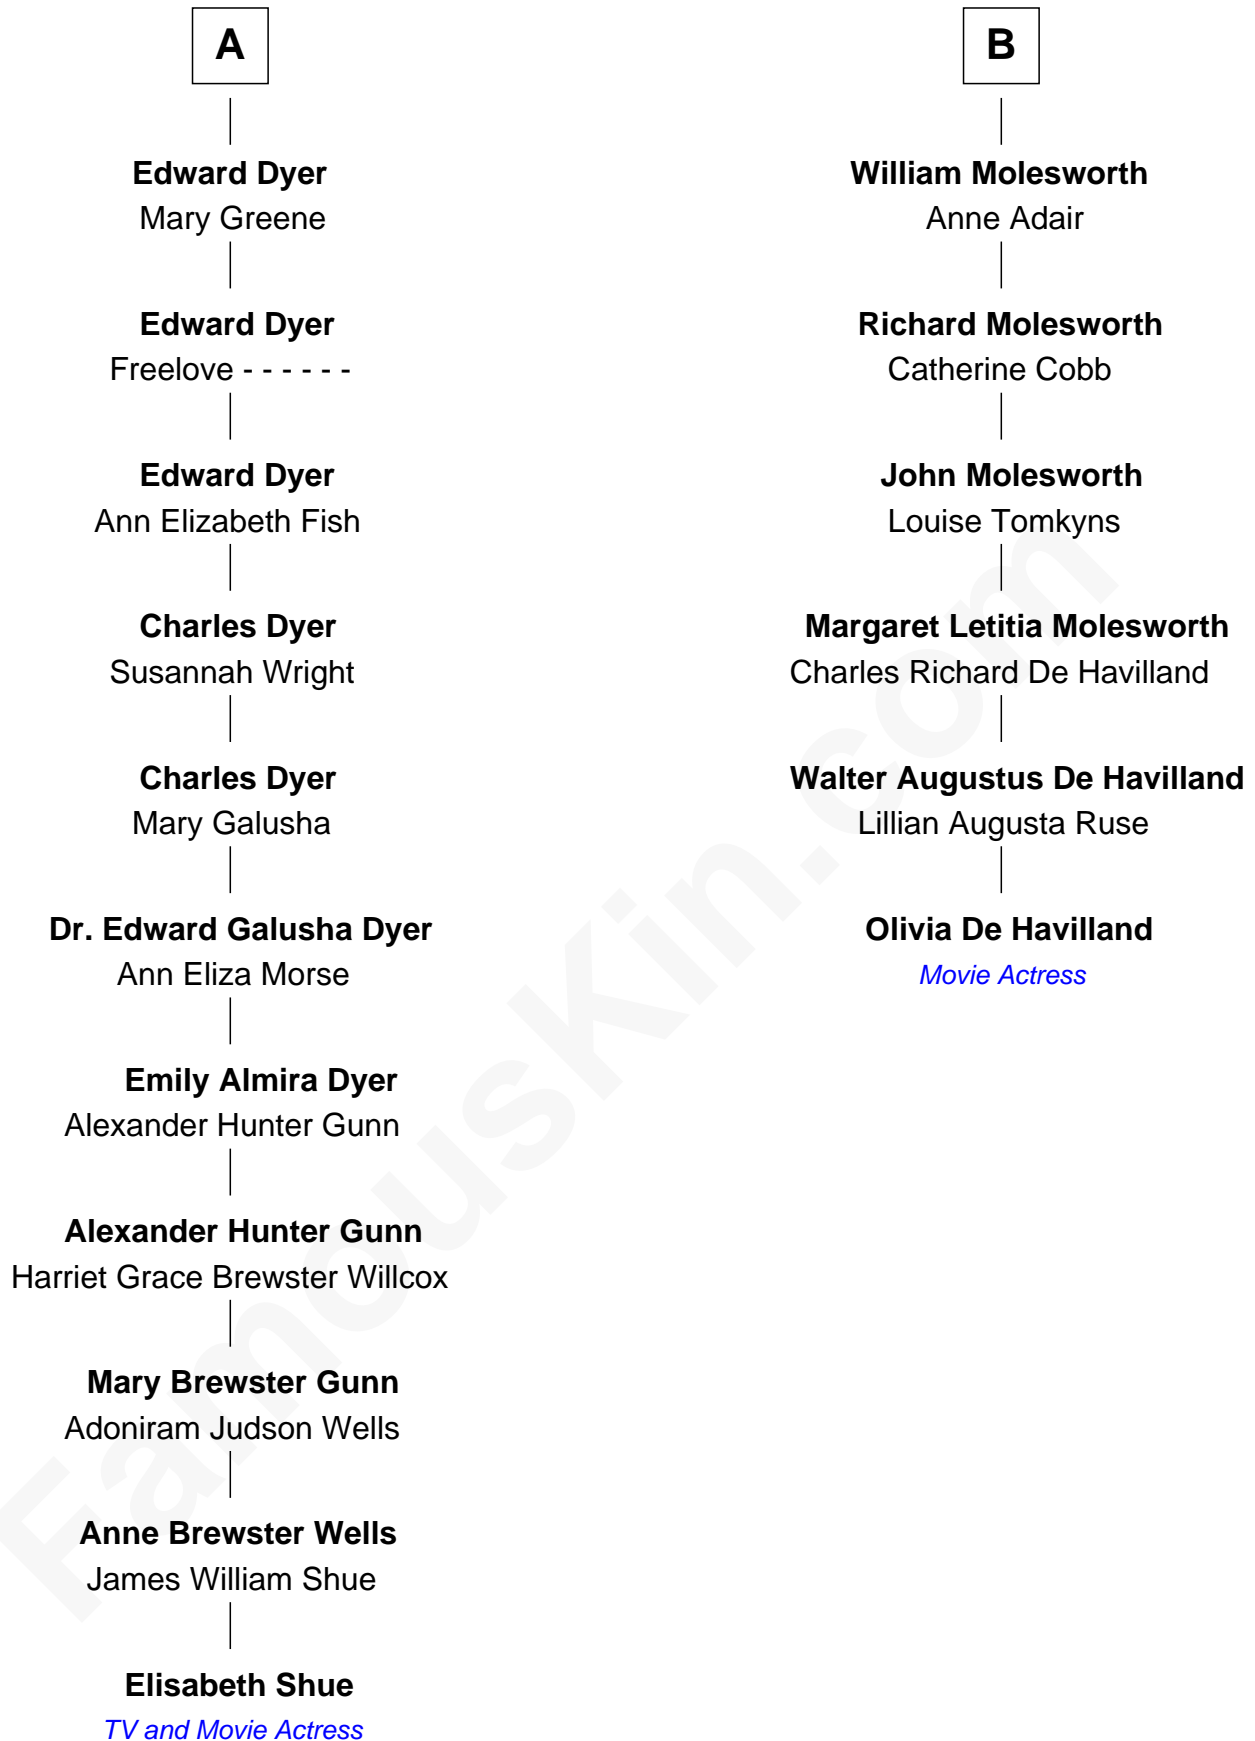 A
Edward Dyer
Mary Greene
Edward Dyer
Freelove - - - - - -
Edward Dyer
Ann Elizabeth Fish
Charles Dyer
Susannah Wright
Charles Dyer
Mary Galusha
Dr. Edward Galusha Dyer
Ann Eliza Morse
Emily Almira Dyer
Alexander Hunter Gunn
Alexander Hunter Gunn
Harriet Grace Brewster Willcox
Mary Brewster Gunn
Adoniram Judson Wells
Anne Brewster Wells
James William Shue
Elisabeth Shue
TV and Movie Actress
B
William Molesworth
Anne Adair
Richard Molesworth
Catherine Cobb
John Molesworth
Louise Tomkyns
Margaret Letitia Molesworth
Charles Richard De Havilland
Walter Augustus De Havilland
Lillian Augusta Ruse
Olivia De Havilland
Movie Actress
FamousKin.com